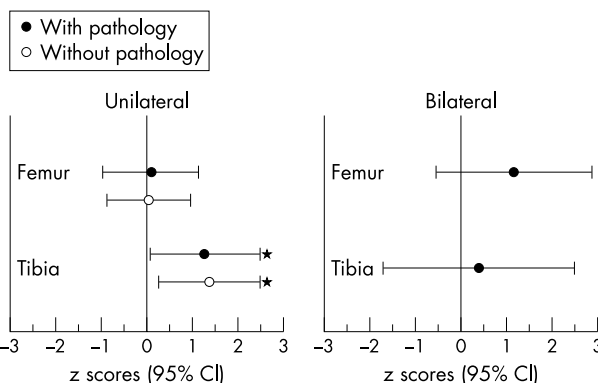 With pathology
Without pathology
Unilateral
Femur
Tibia
−3 −2 −1 0 1 2 3
z scores (95% CI)
Bilateral
Femur
Tibia
−3 −2 −1 0 1 2 3
z scores (95% CI)